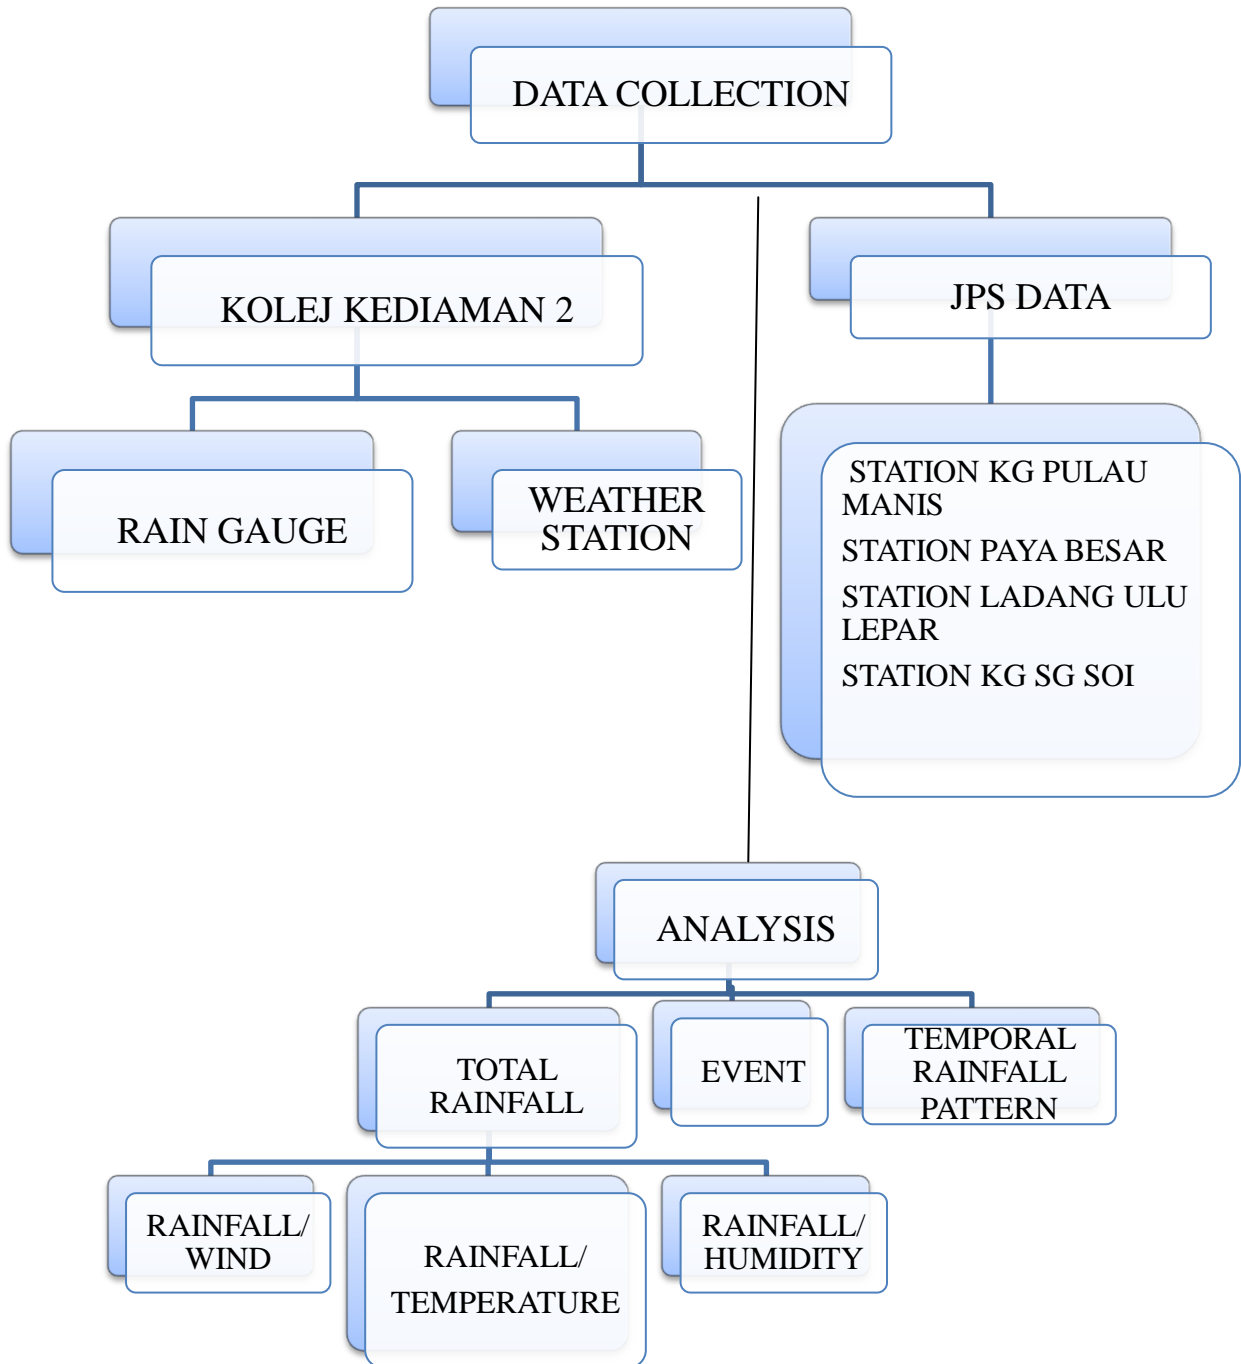 DATA COLLECTION
KOLEJ KEDIAMAN 2
JPS DATA
RAIN GAUGE
WEATHER
STATION
STATION KG PULAU
MANIS
STATION PAYA BESAR
STATION LADANG ULU
LEPAR
STATION KG SG SOI
ANALYSIS
TOTAL
RAINFALL
EVENT
TEMPORAL
RAINFALL
PATTERN
RAINFALL/
WIND
RAINFALL/
TEMPERATURE
RAINFALL/
HUMIDITY